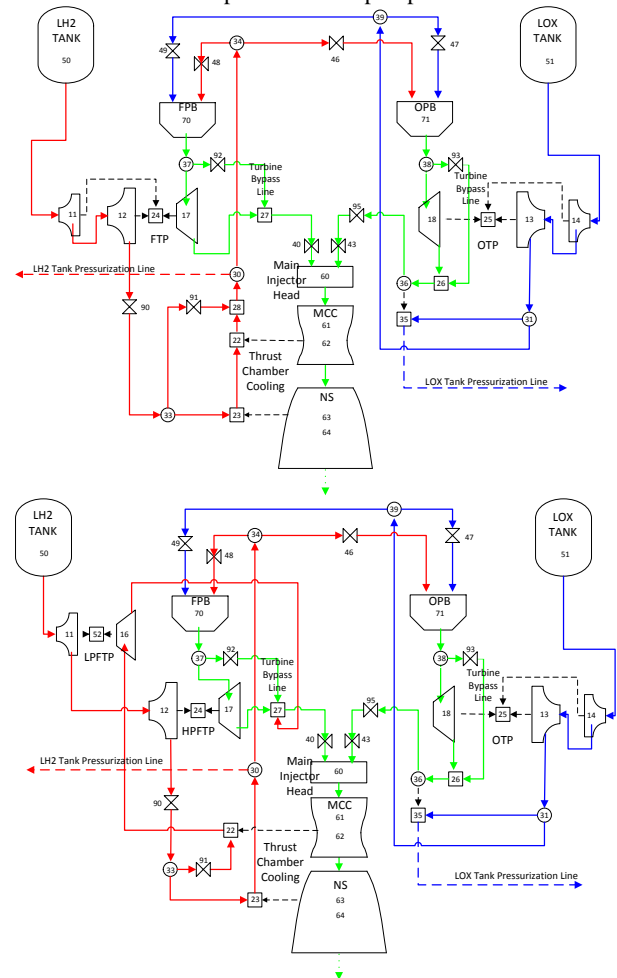 LH2
TANK
50
LOX
TANK
51
39
34
49
48
46
47
FPB
70
OPB
71
37
92
38
93
Turbine
Bypass
Line
Turbine
Bypass
Line
11
12
24
17
27
95
18
25
13
14
FTP
OTP
40
43
LH2 Tank Pressurization Line
30
Main
Injector
Head
60
36
26
90
91
28
MCC
61
62
35
31
22
Thrust
Chamber
Cooling
LOX Tank Pressurization Line
33
23
NS
63
64
LH2
TANK
50
LOX
TANK
51
39
34
49
48
46
47
FPB
70
OPB
71
11
52
16
LPFTP
37
92
38
93
Turbine
Bypass
Line
Turbine
Bypass
Line
12
24
17
27
95
18
25
13
14
HPFTP
OTP
40
43
LH2 Tank Pressurization Line
30
Main
Injector
Head
60
36
26
90
MCC
61
62
35
31
22
91
33
Thrust
Chamber
Cooling
LOX Tank Pressurization Line
23
NS
63
64